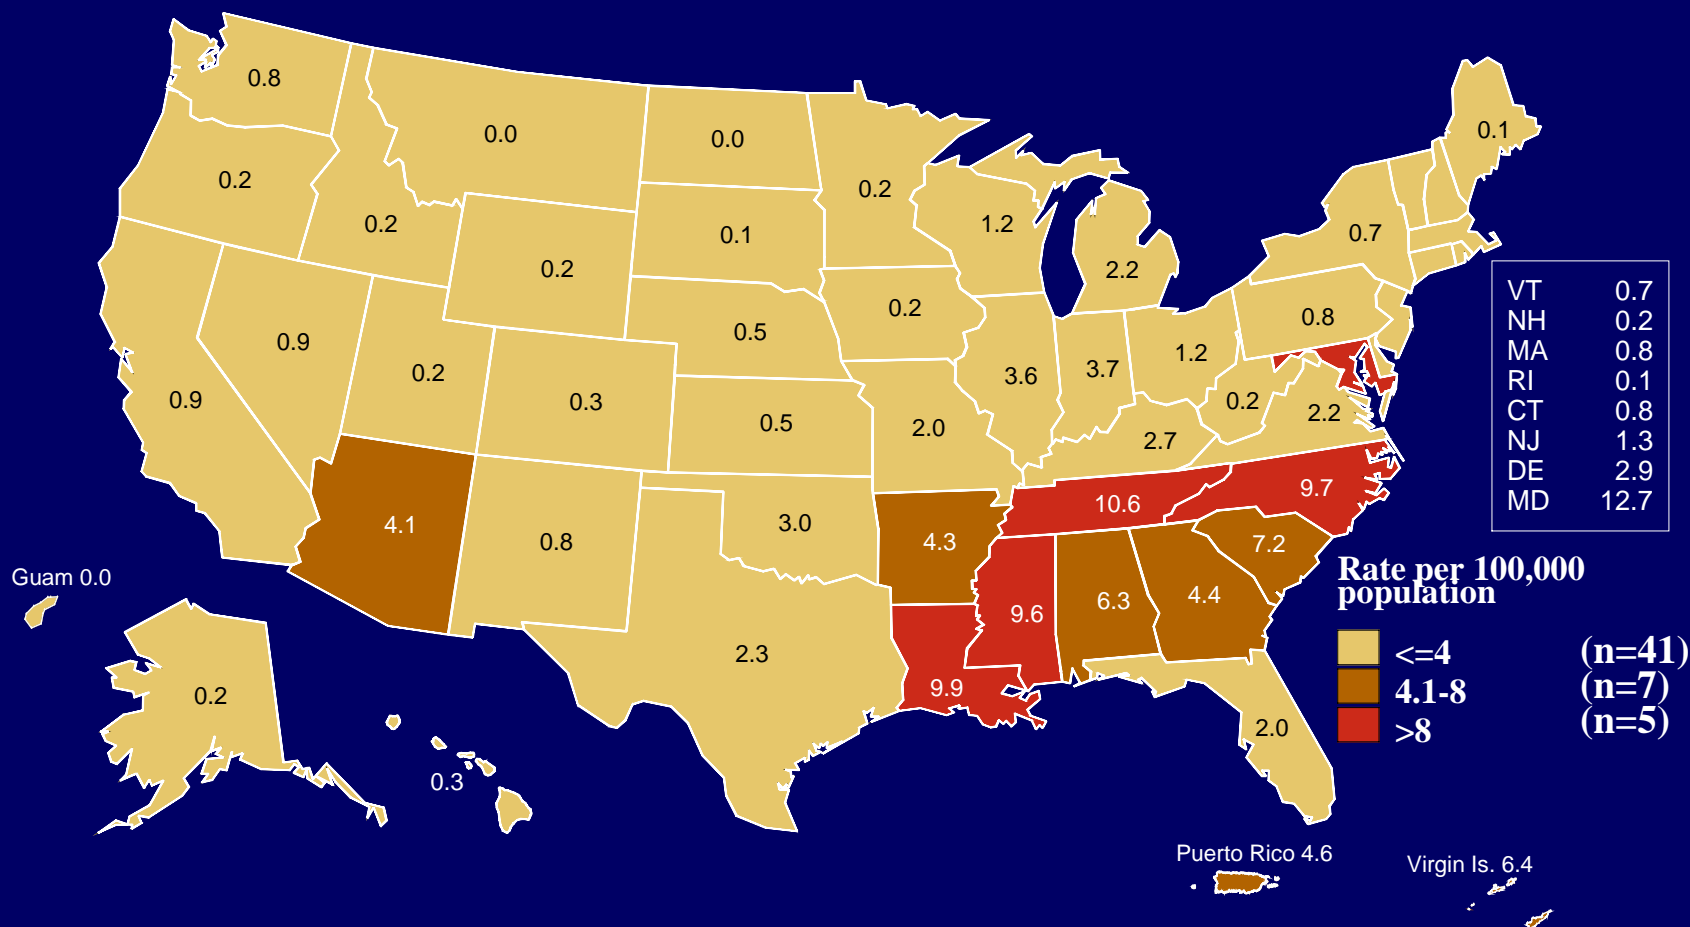 0.8
0.0
0.0
0.1
0.2
0.2
0.2
1.2
0.7
0.2
0.1
2.2
0.2
0.2
0.9
0.5
0.8
0.2
0.3
3.6
3.7
1.2
0.9
0.5
2.0
0.2
2.2
2.7
4.1
0.8
3.0
10.6
9.7
4.3
7.2
9.6
6.3
4.4
2.3
9.9
2.0
0.2
0.3
Guam 0.0
VT 0.7
NH 0.2
MA 0.8
RI 0.1
CT 0.8
NJ 1.3
DE 2.9
MD 12.7
Rate per 100,000
population
<=4 (n=41)
4.1-8 (n=7)
>8 (n=5)
Puerto Rico 4.6
Virgin Is. 6.4